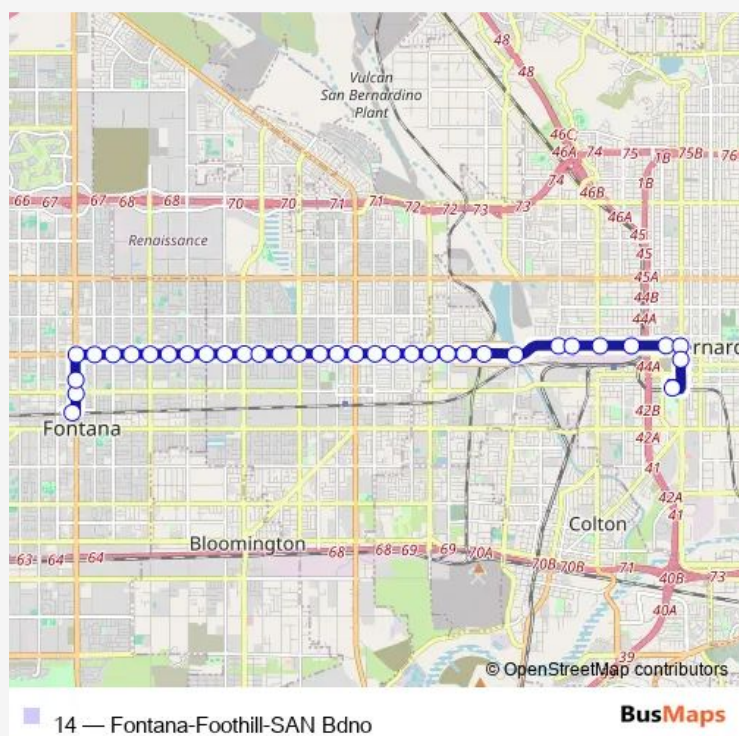 48
48
Vulcan
San Bernardino
Plant
46C
46A
74
75
1B
75B
76
74
46B
1B
66
67
67
68
68
70
70
71
71
72
72
73
73
46A
45
Renaissance
45
45A
44B
44A
rnard
44A
Fontana
42B
42A
41
42A
41
Colton
Bloomington
63
64
64
68
68
69
69
70A
70B
70B
71
40B
73
40A
39
© OpenStreetMap contributors
14 — Fontana-Foothill-SAN Bdno
BusMaps